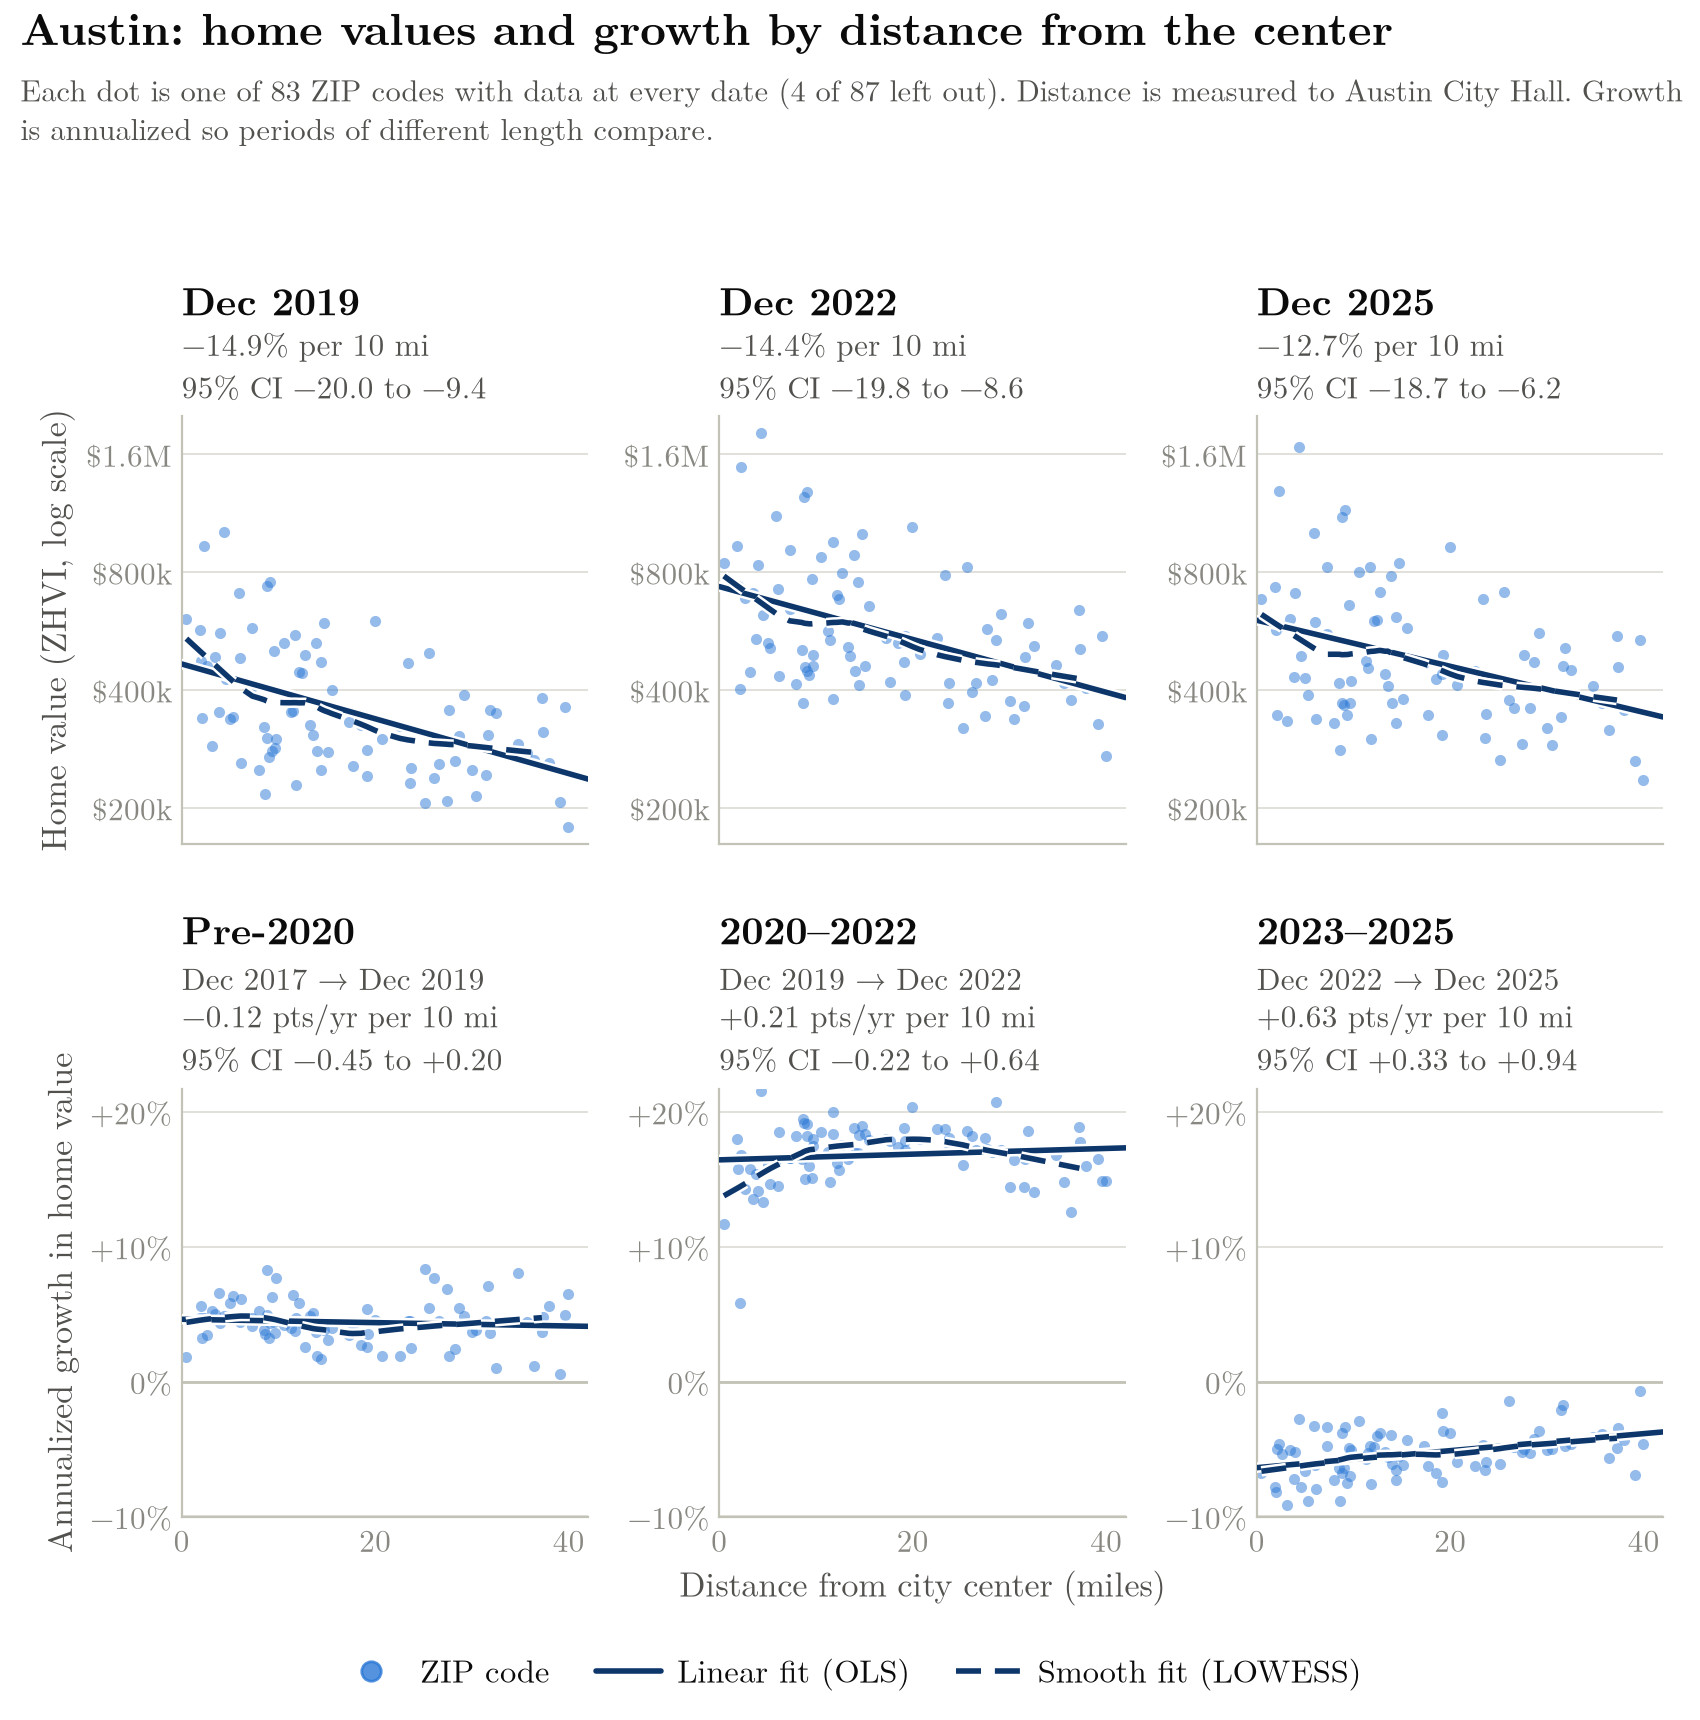 Austin: home values and growth by distance from the center
Each dot is one of 83 ZIP codes with data at every date (4 of 87 left out). Distance is measured to Austin City Hall. Growth
is annualized so periods of different length compare.
Dec 2019
−14.9% per 10 mi
95% CI −20.0 to −9.4
Dec 2022
−14.4% per 10 mi
95% CI −19.8 to −8.6
Dec 2025
−12.7% per 10 mi
95% CI −18.7 to −6.2
Home value (ZHVI, log scale)
$1.6M
$800k
$400k
$200k
$1.6M
$800k
$400k
$200k
$1.6M
$800k
$400k
$200k
Pre-2020
Dec 2017 → Dec 2019
−0.12 pts/yr per 10 mi
95% CI −0.45 to +0.20
2020–2022
Dec 2019 → Dec 2022
+0.21 pts/yr per 10 mi
95% CI −0.22 to +0.64
2023–2025
Dec 2022 → Dec 2025
+0.63 pts/yr per 10 mi
95% CI +0.33 to +0.94
Annualized growth in home value
+20%
+10%
0%
−10%
0 20 40
+20%
+10%
0%
−10%
0 20 40
+20%
+10%
0%
−10%
0 20 40
Distance from city center (miles)
ZIP code
Linear fit (OLS)
Smooth fit (LOWESS)